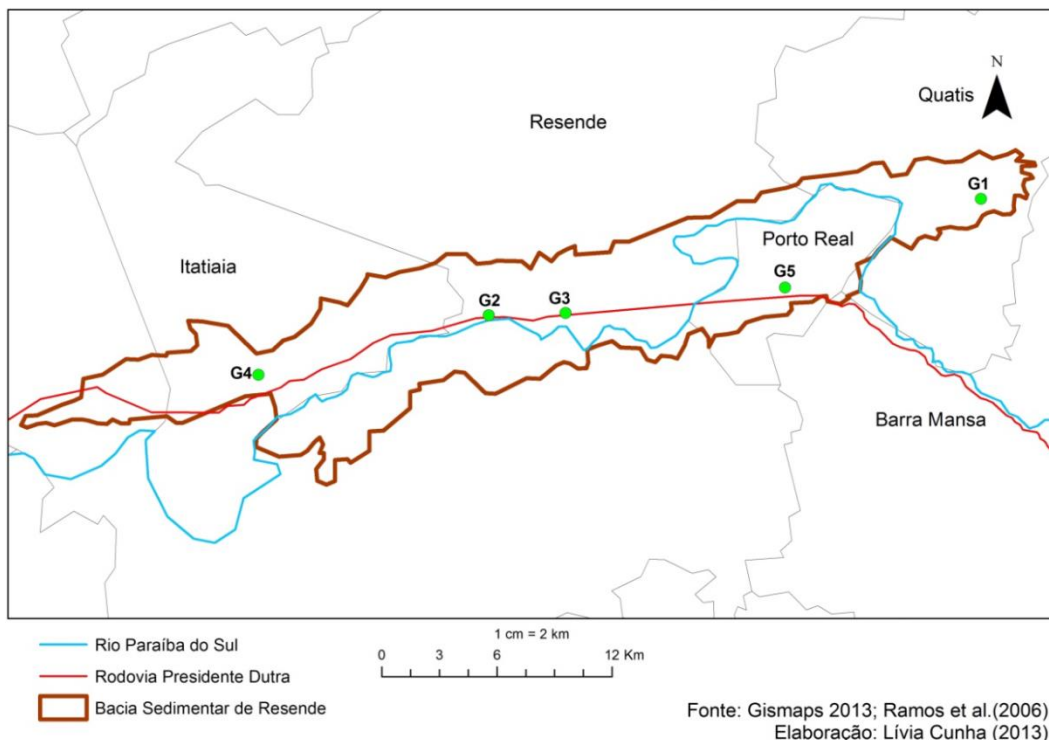 Quatis
N
Resende
G1
Porto Real
Itatiaia
G5
G2
G3
G4
Barra Mansa
Rio Paraíba do Sul
Rodovia Presidente Dutra
Bacia Sedimentar de Resende
1 cm = 2 km
0 3 6 12 Km
Fonte: Gismaps 2013; Ramos et al.(2006)
Elaboração: Lívia Cunha (2013)